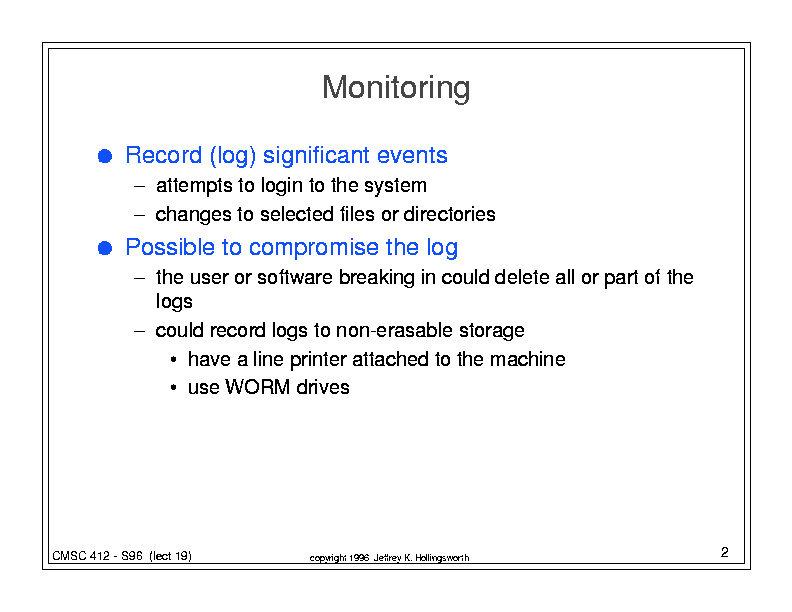 Monitoring
● Record (log) significant events
– attempts to login to the system
– changes to selected files or directories
● Possible to compromise the log
– the user or software breaking in could delete all or part of the
logs
– could record logs to non-erasable storage
• have a line printer attached to the machine
• use WORM drives
CMSC 412 - S96 (lect 19)
copyright 1996 Jeffrey K. Hollingsworth
2